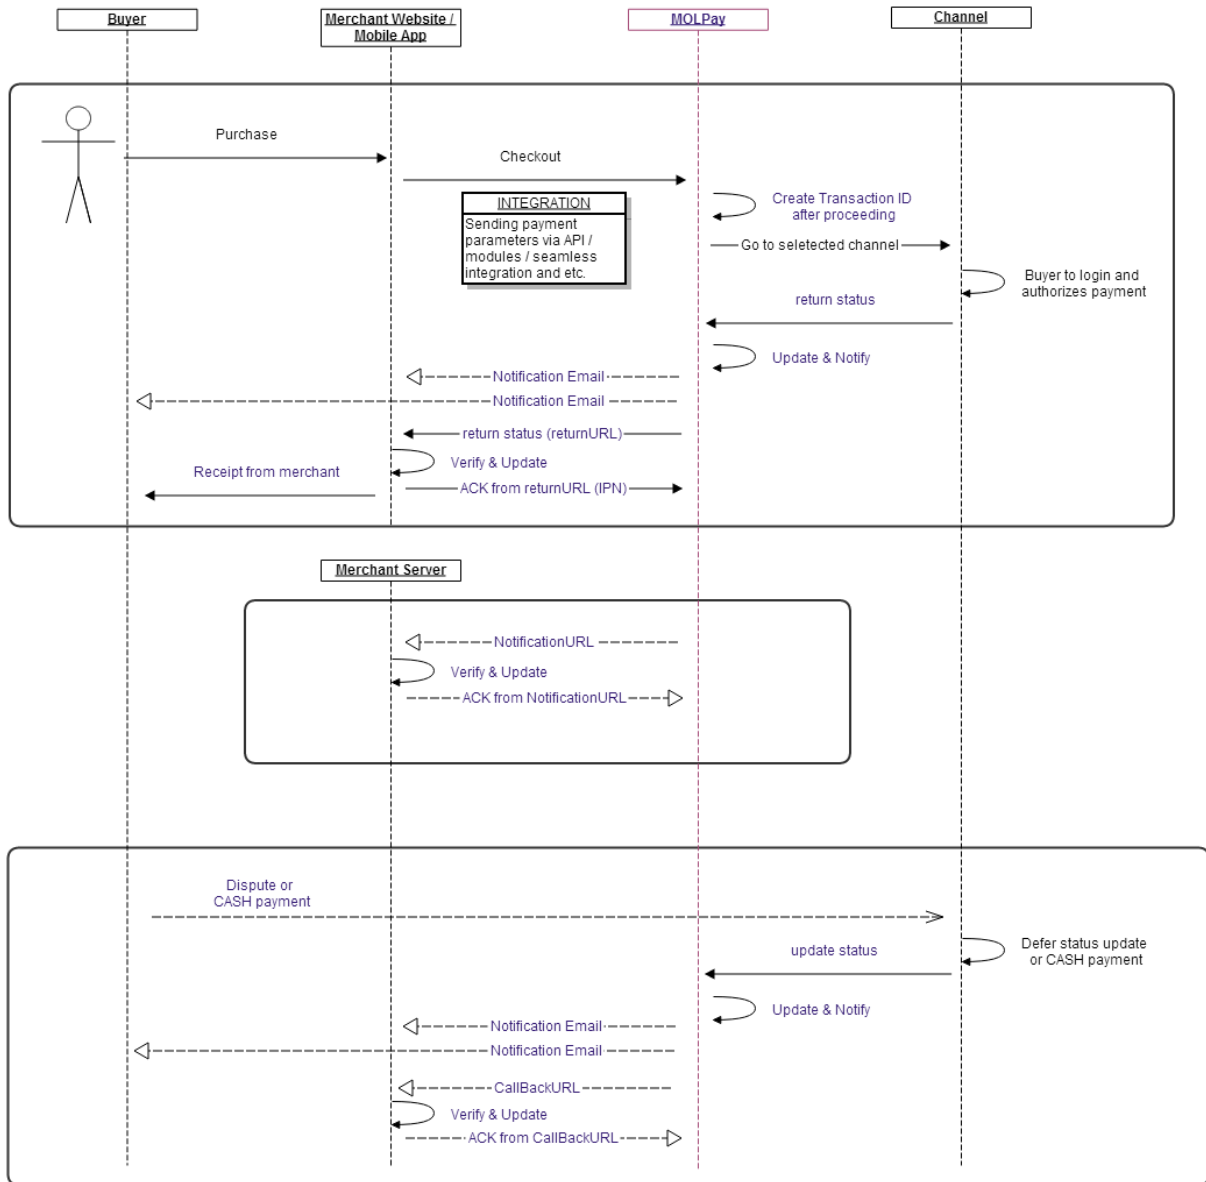 Buyer
Merchant Website /
Mobile App
MOLPay
Channel
Purchase
Checkout
INTEGRATION
Sending payment
parameters via API /
modules / seamless
integration and etc.
Create Transaction ID
after proceeding
Go to seletected channel
Buyer to login and
authorizes payment
return status
Update & Notify
Notification Email
Notification Email
return status (returnURL)
Verify & Update
Receipt from merchant
ACK from returnURL (IPN)
Merchant Server
NotificationURL
Verify & Update
ACK from NotificationURL
Dispute or
CASH payment
Defer status update
or CASH payment
update status
Update & Notify
Notification Email
Notification Email
CallBackURL
Verify & Update
ACK from CallBackURL